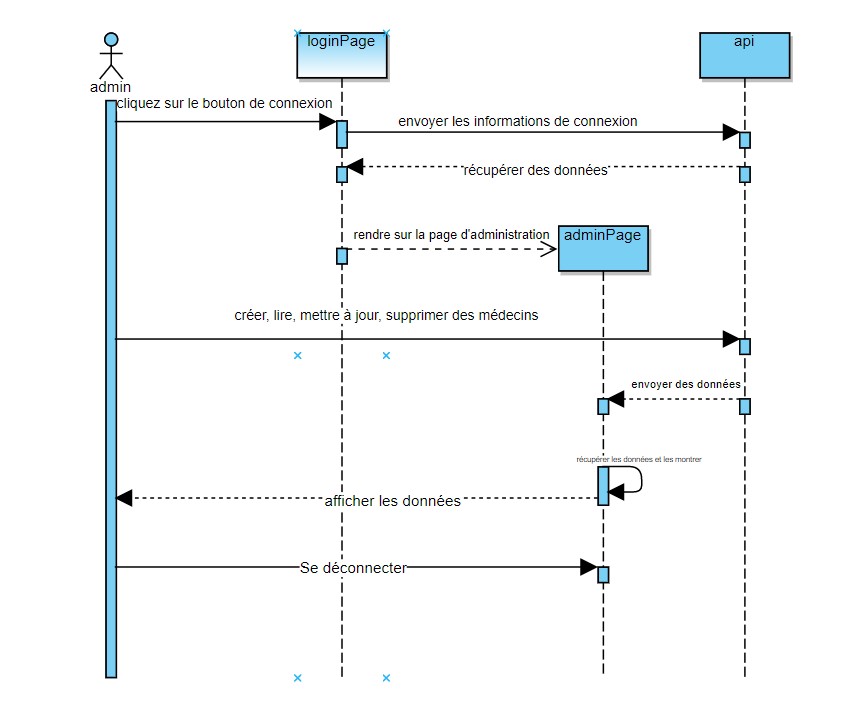 loginPage
api
admin
cliquez sur le bouton de connexion
envoyer les informations de connexion
récupérer des données
rendre sur la page d'administration
adminPage
créer, lire, mettre à jour, supprimer des médecins
envoyer des données
récupérer les données et les montrer
afficher les données
Se déconnecter